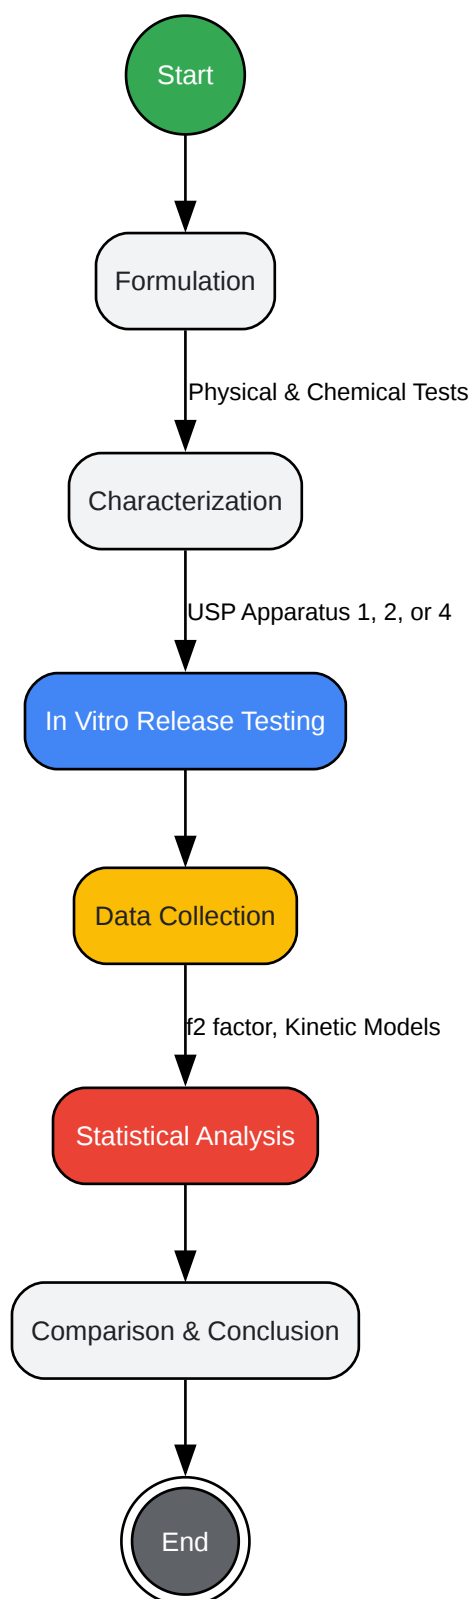 Start
Formulation
Physical & Chemical Tests
Characterization
USP Apparatus 1, 2, or 4
In Vitro Release Testing
Data Collection
f2 factor, Kinetic Models
Statistical Analysis
Comparison & Conclusion
End